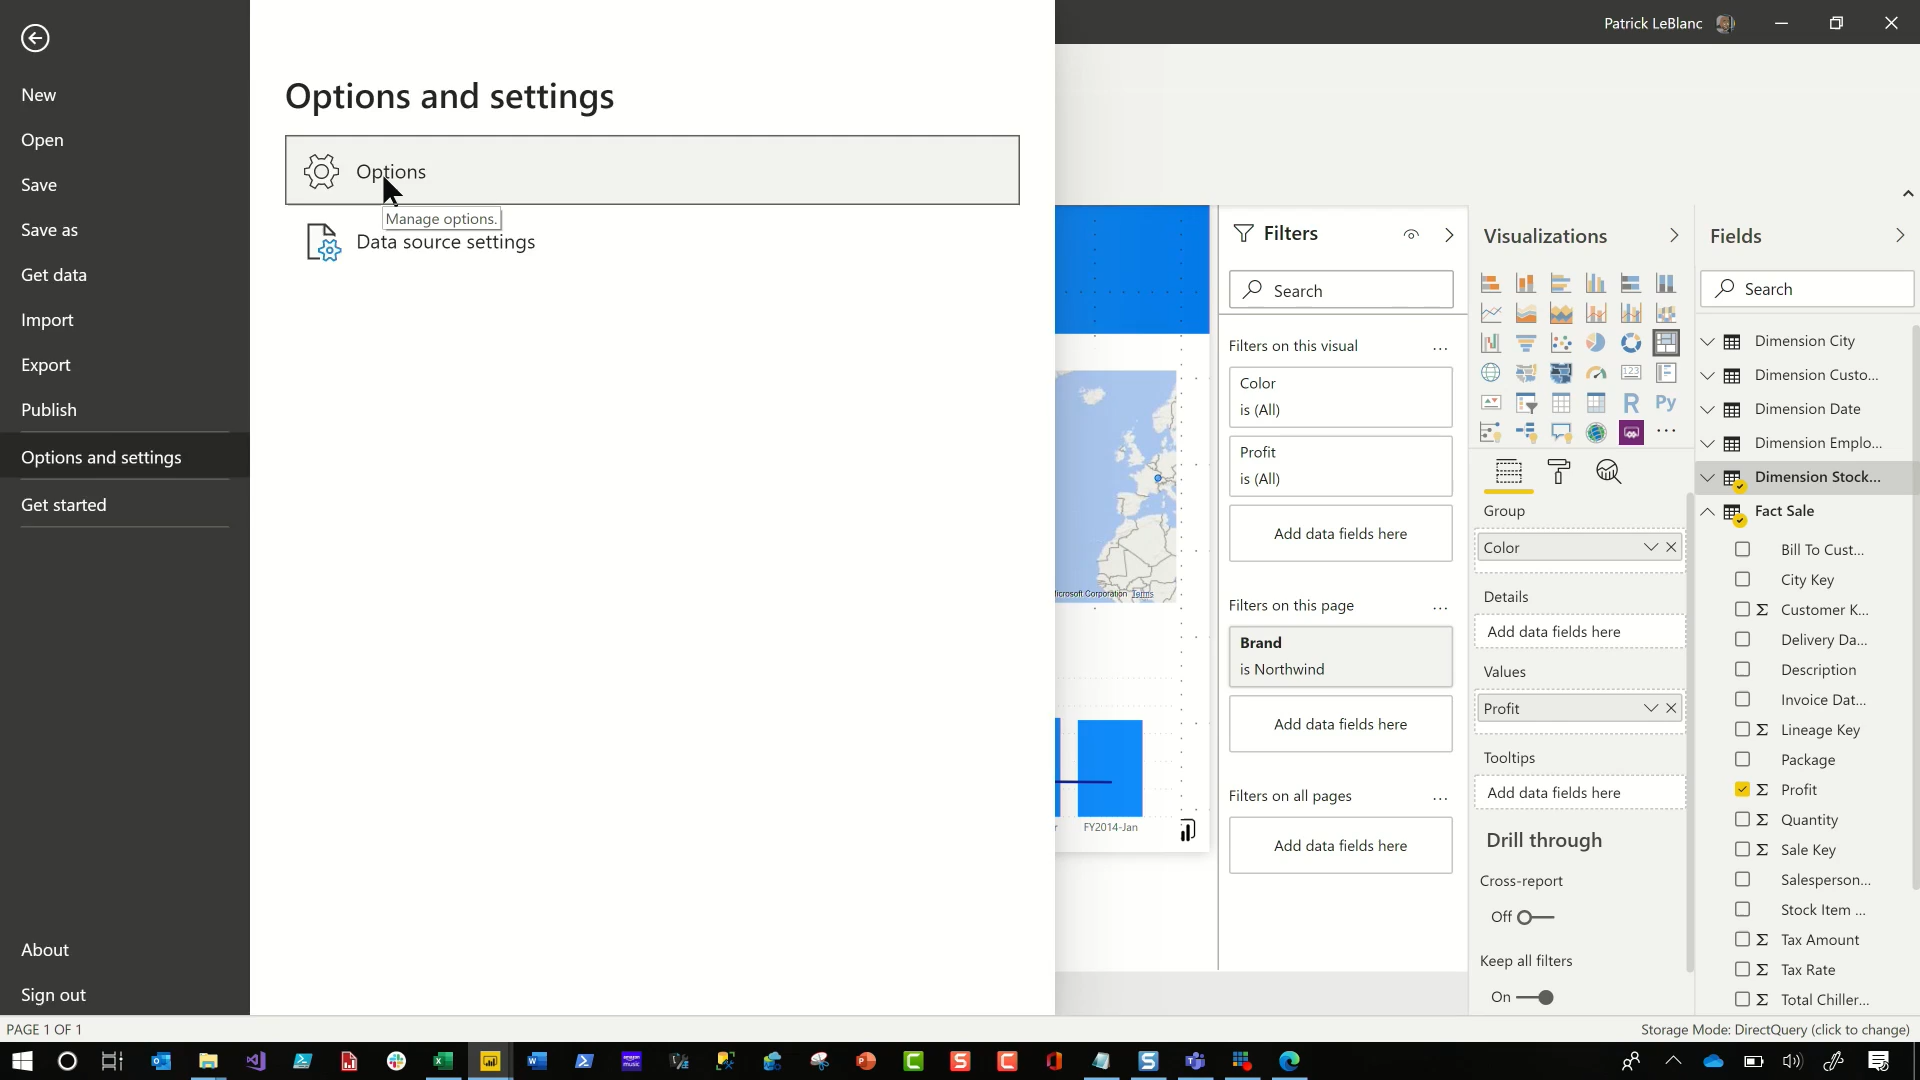 Patrick LeBlanc
New
Open
Save
Save as
Get data
Import
Export
Publish
Options and settings
Get started
About
Sign out
Options and settings
Options
Manage options.
Data source settings
Microsoft Corporation Terms
FY2014-Jan
Filters
Search
Filters on this visual ...
Color
is (All)
Profit
is (All)
Add data fields here
Filters on this page ...
Brand
is Northwind
Add data fields here
Filters on all pages ...
Add data fields here
Visualizations
123
R Py
...
Group
Color
Details
Add data fields here
Values
Profit
Tooltips
Add data fields here
Drill through
Cross-report
Off
Keep all filters
On
Fields
Search
Dimension City
Dimension Custo...
Dimension Date
Dimension Emplo...
Dimension Stock...
Fact Sale
Bill To Cust...
City Key
Σ Customer K...
Delivery Da...
Description
Invoice Dat...
Σ Lineage Key
Package
Σ Profit
Σ Quantity
Σ Sale Key
Salesperson...
Stock Item ...
Σ Tax Amount
Σ Tax Rate
Σ Total Chiller...
PAGE 1 OF 1
Storage Mode: DirectQuery (click to change)